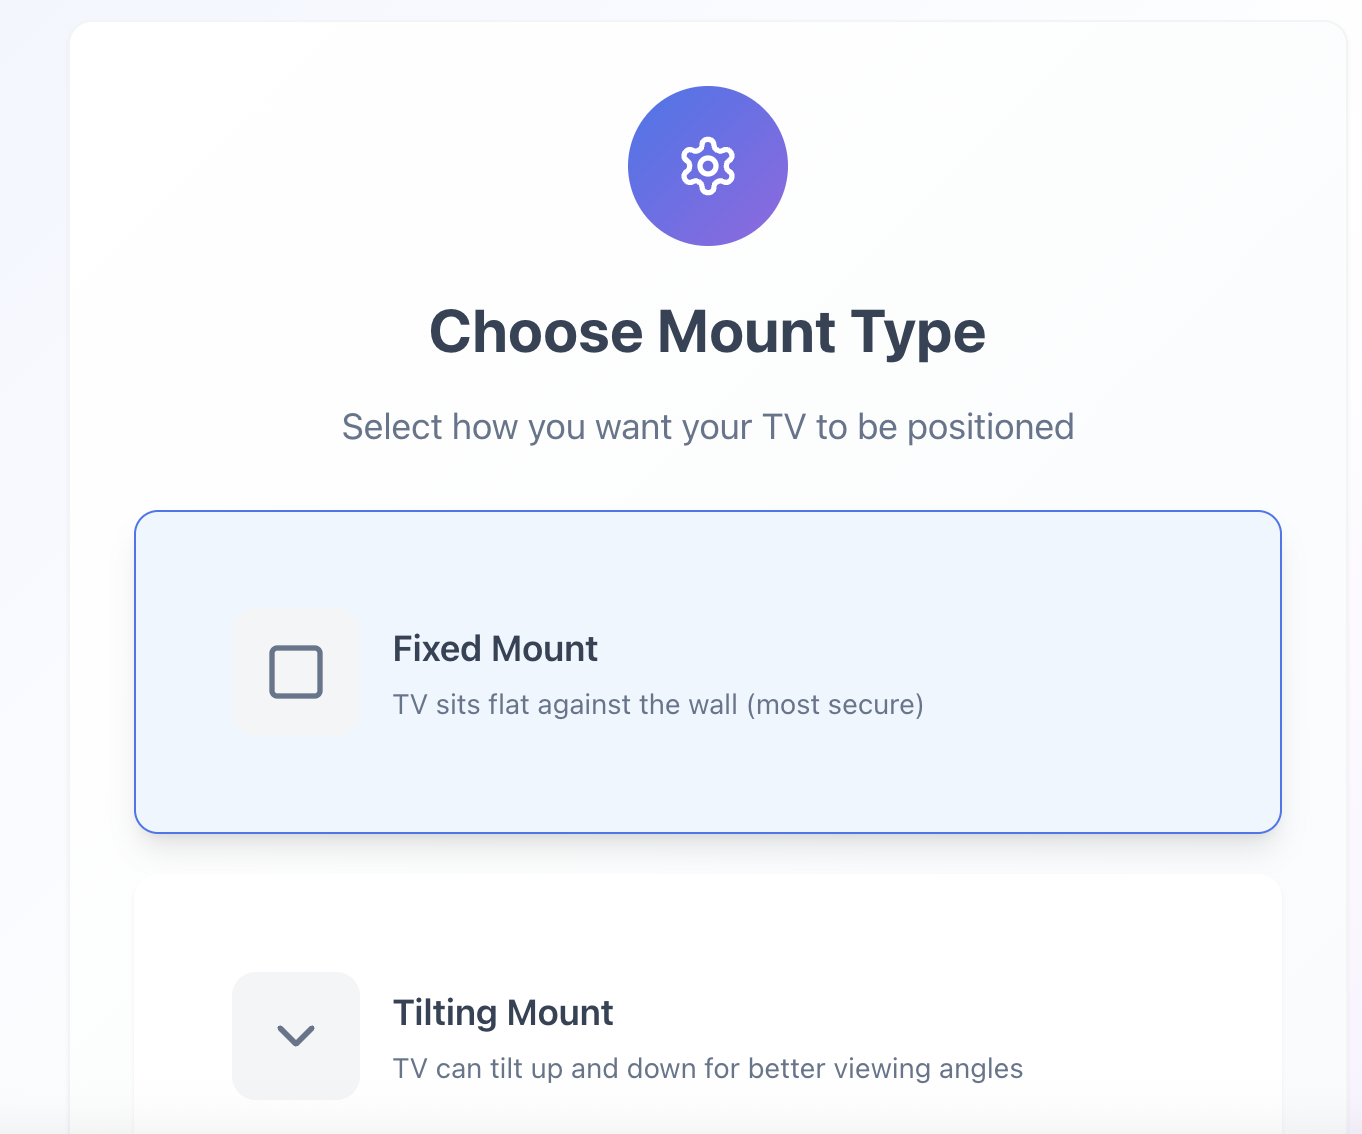 Choose Mount Type
Select how you want your TV to be positioned
Fixed Mount
TV sits flat against the wall (most secure)
Tilting Mount
TV can tilt up and down for better viewing angles